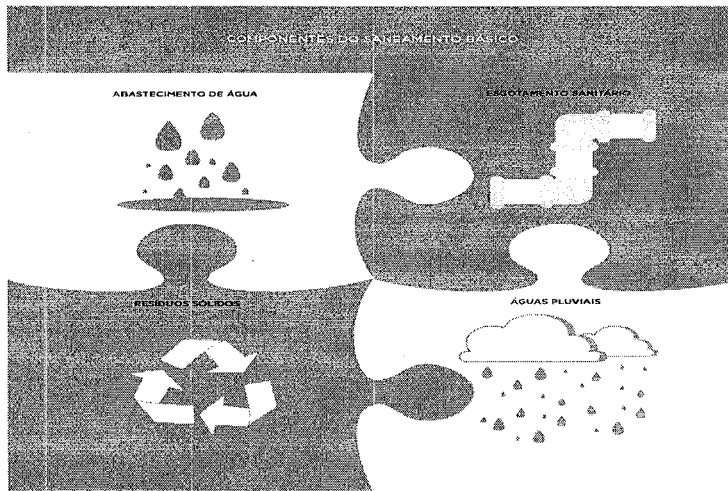 COMPONENTES DO SANEAMENTO BÁSICO
ABASTECIMENTO DE ÁGUA
ESGOTAMENTO SANITÁRIO
RESÍDUOS SÓLIDOS
ÁGUAS PLUVIAIS